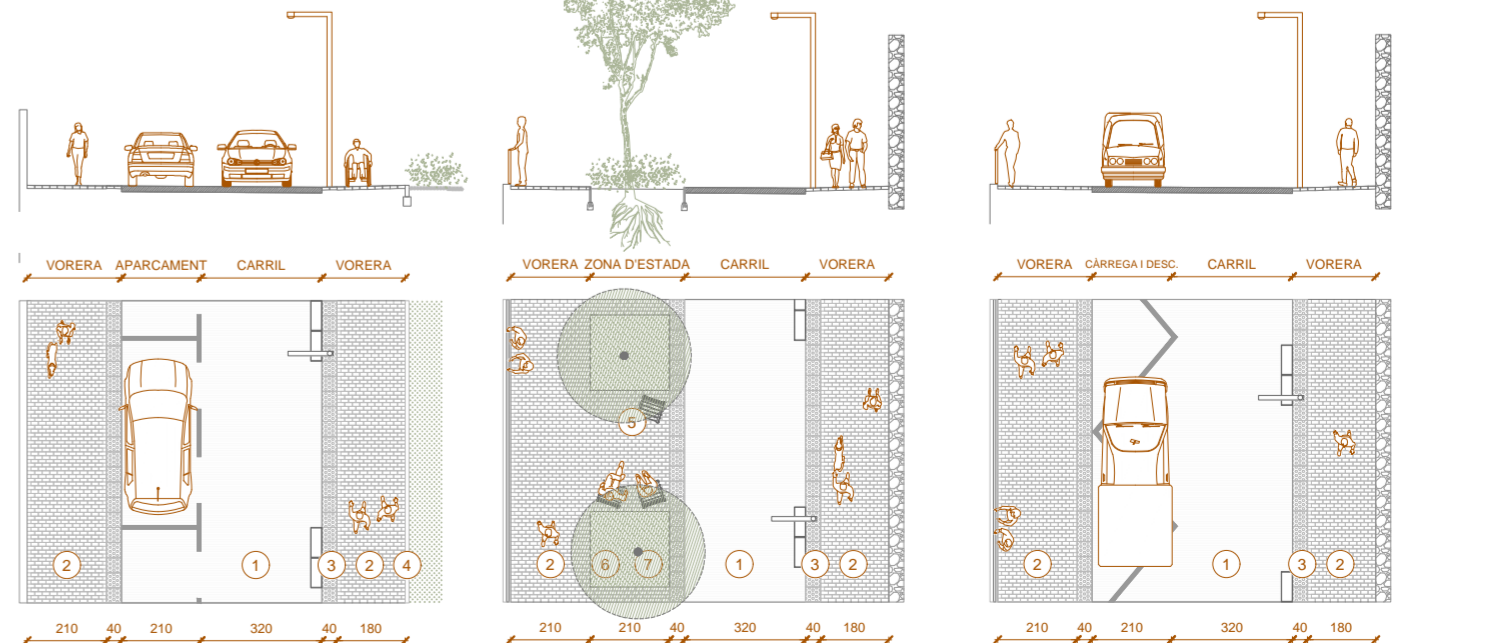 VORERA APARCAMENT CARRIL VORERA
VORERA ZONA D'ESTADA CARRIL VORERA
VORERA CÀRREGA I DESC. CARRIL VORERA
5
2 1 3 2 4
2 6 7 1 3 2
2 1 3 2
210 40 210 320 40 180
210 210 40 320 40 180
210 40 210 320 40 180